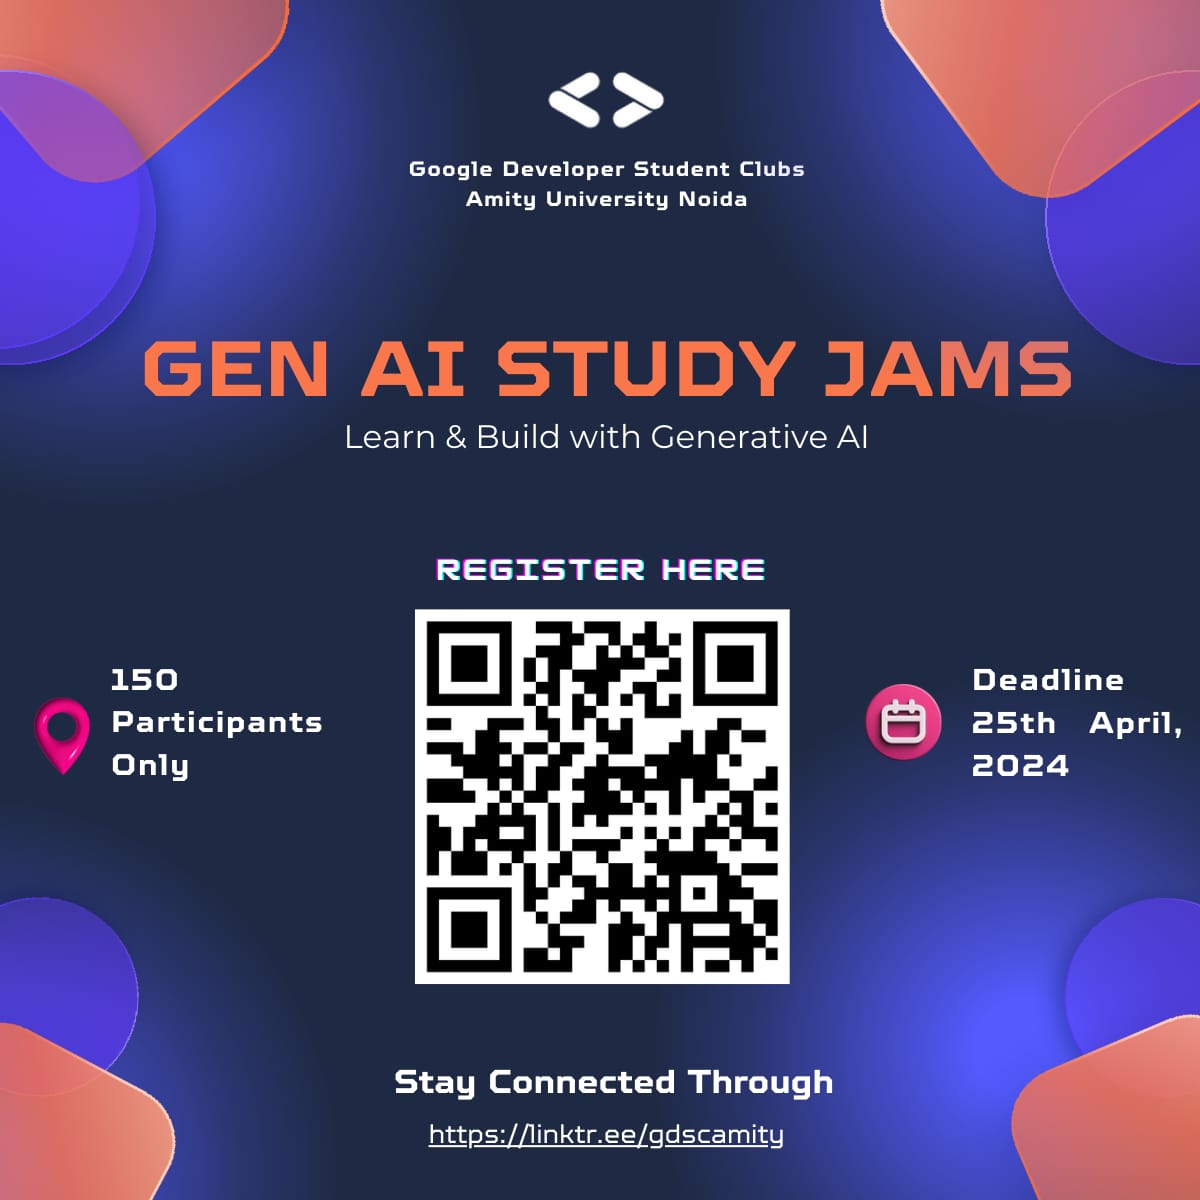 Google Developer Student Clubs
Amity University Noida
GEN AI STUDY JAMS
Learn & Build with Generative AI
REGISTER HERE
150
Participants
Only
Deadline
25th April,
2024
Stay Connected Through
https://linktr.ee/gdscamity